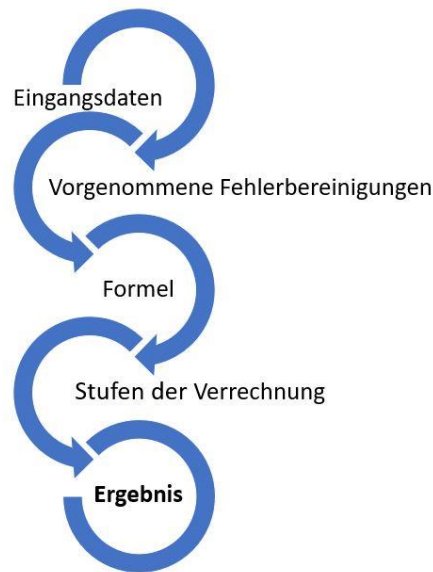 Eingangsdaten
Vorgenommene Fehlerbereinigungen
Formel
Stufen der Verrechnung
Ergebnis